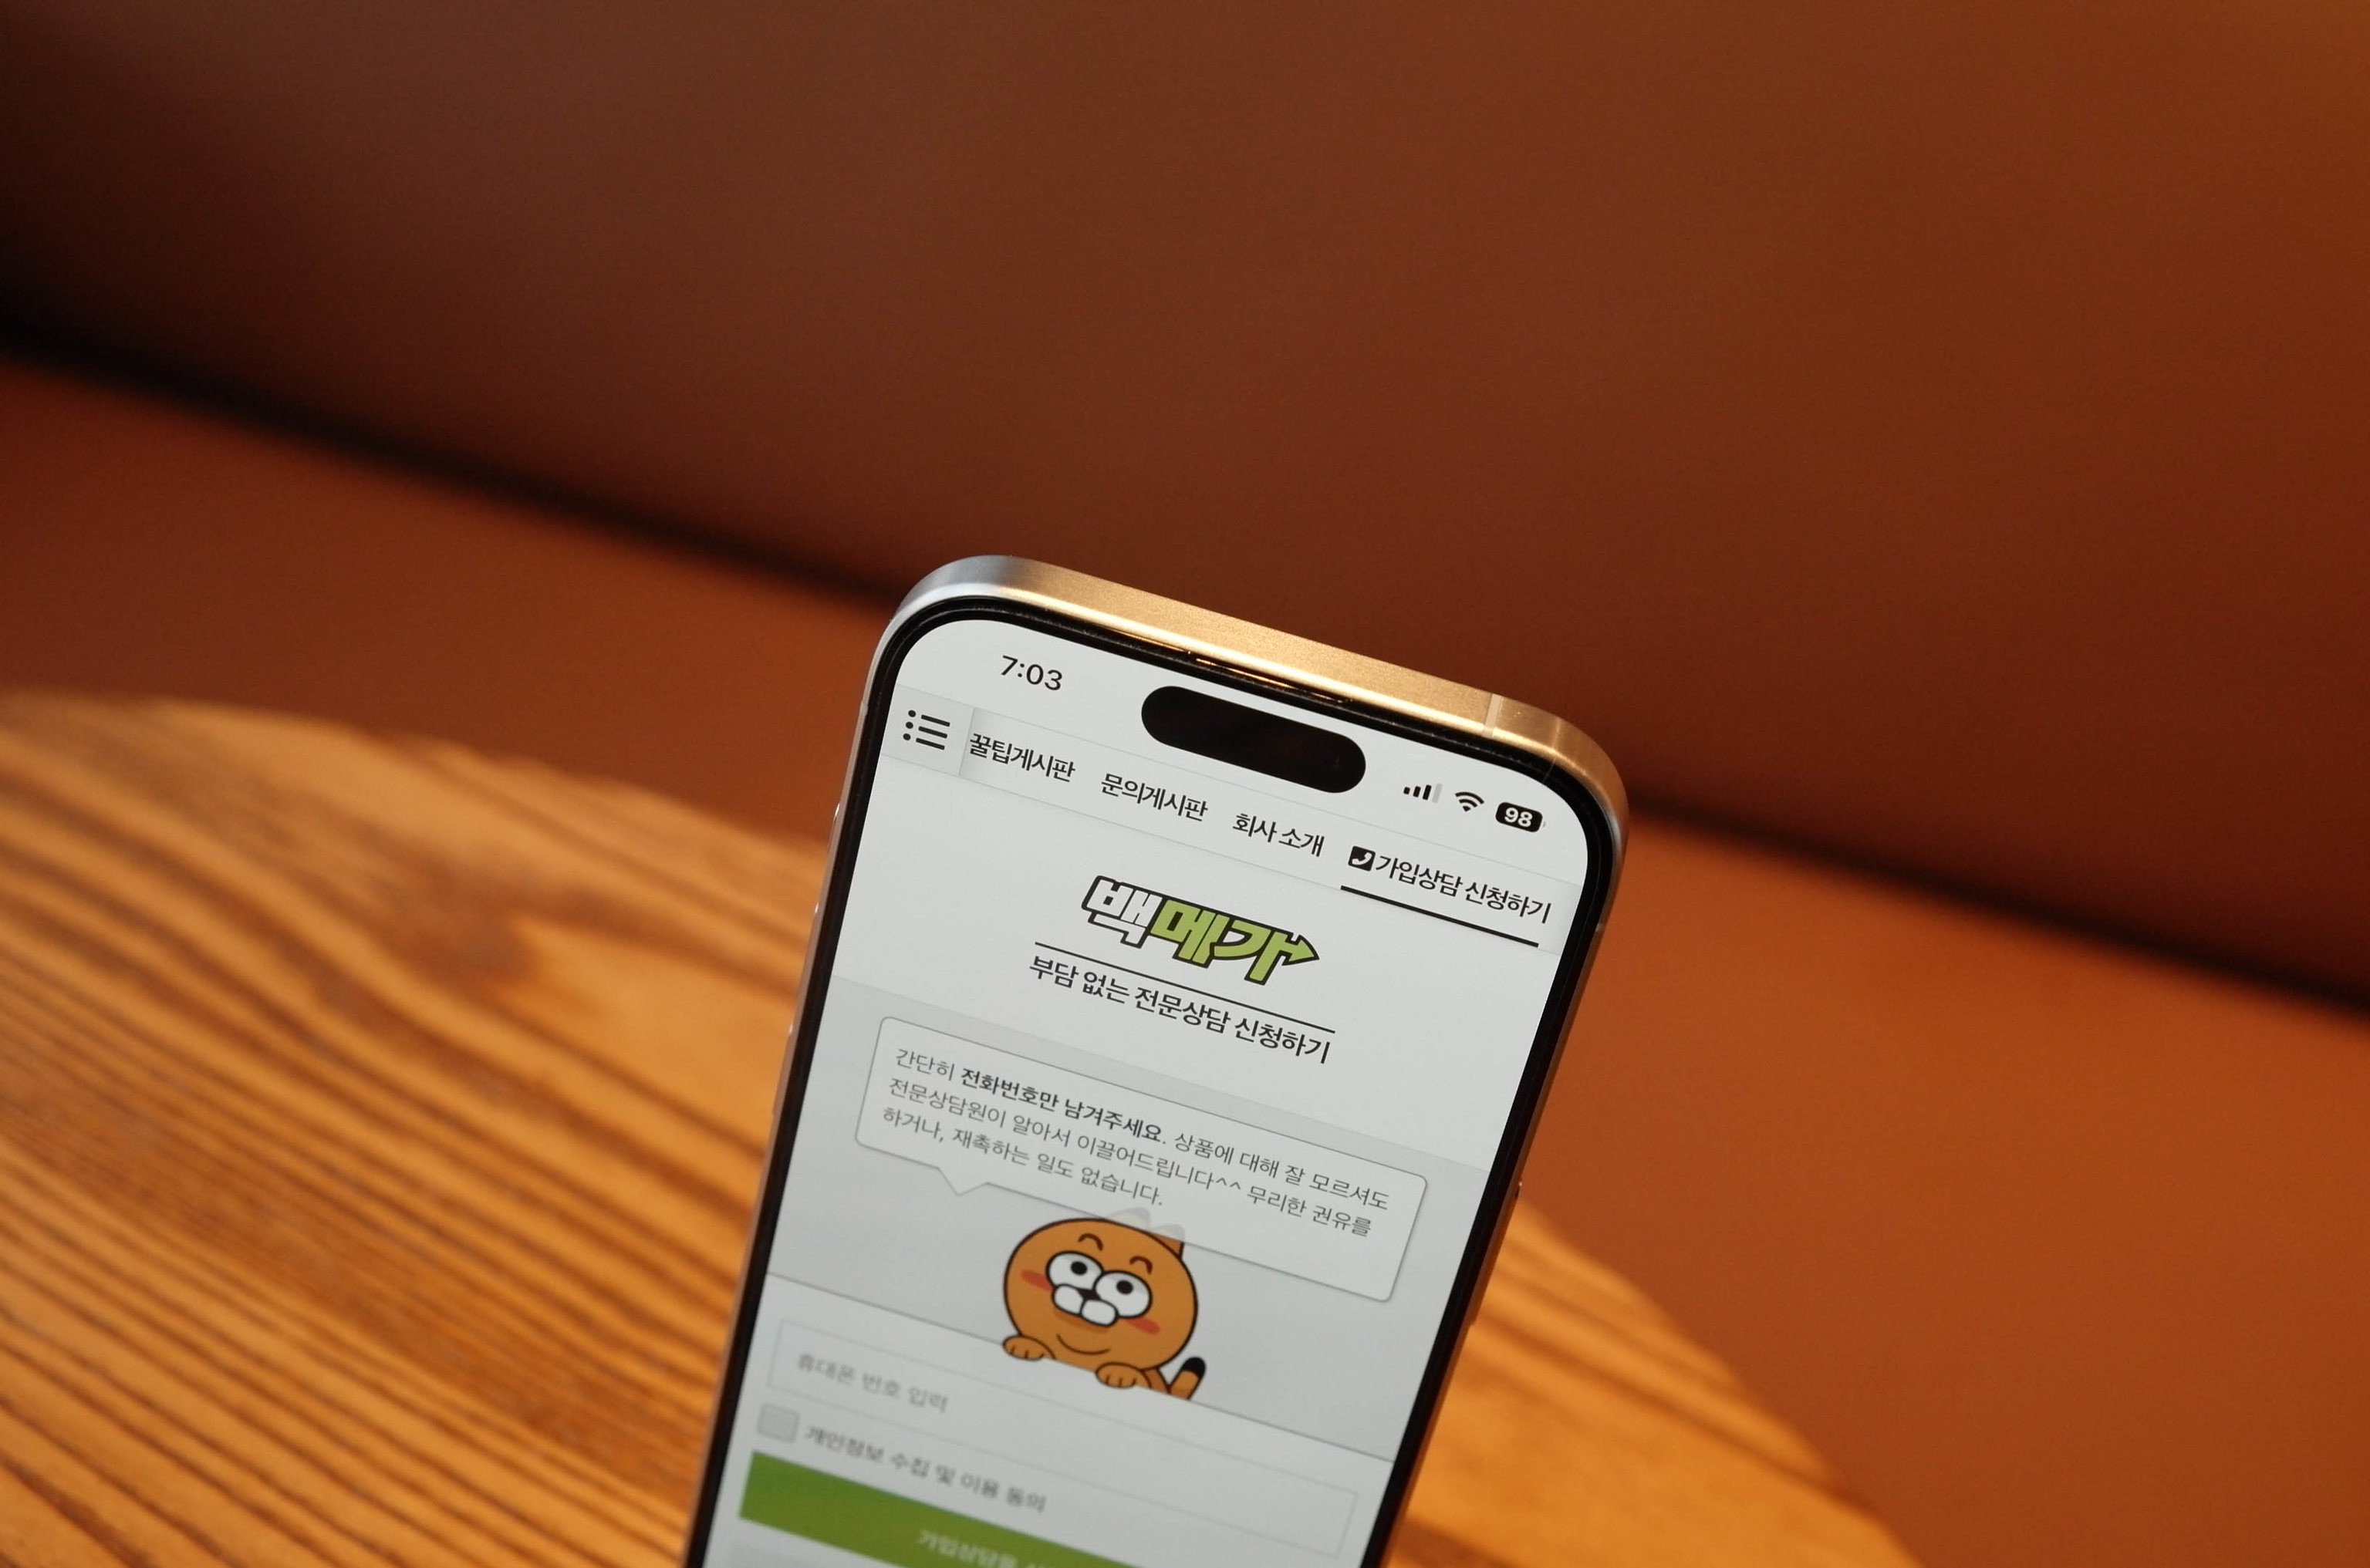 7:03
98
꿀팁게시판 문의게시판 회사 소개 가입상담 신청하기
백메가
부담 없는 전문상담 신청하기
간단히 전화번호만 남겨주세요. 상품에 대해 잘 모르셔도
전문상담원이 알아서 이끌어드립니다^^ 무리한 권유를
하거나, 재촉하는 일도 없습니다.
휴대폰 번호 입력
개인정보 수집 및 이용 동의
가입상담을